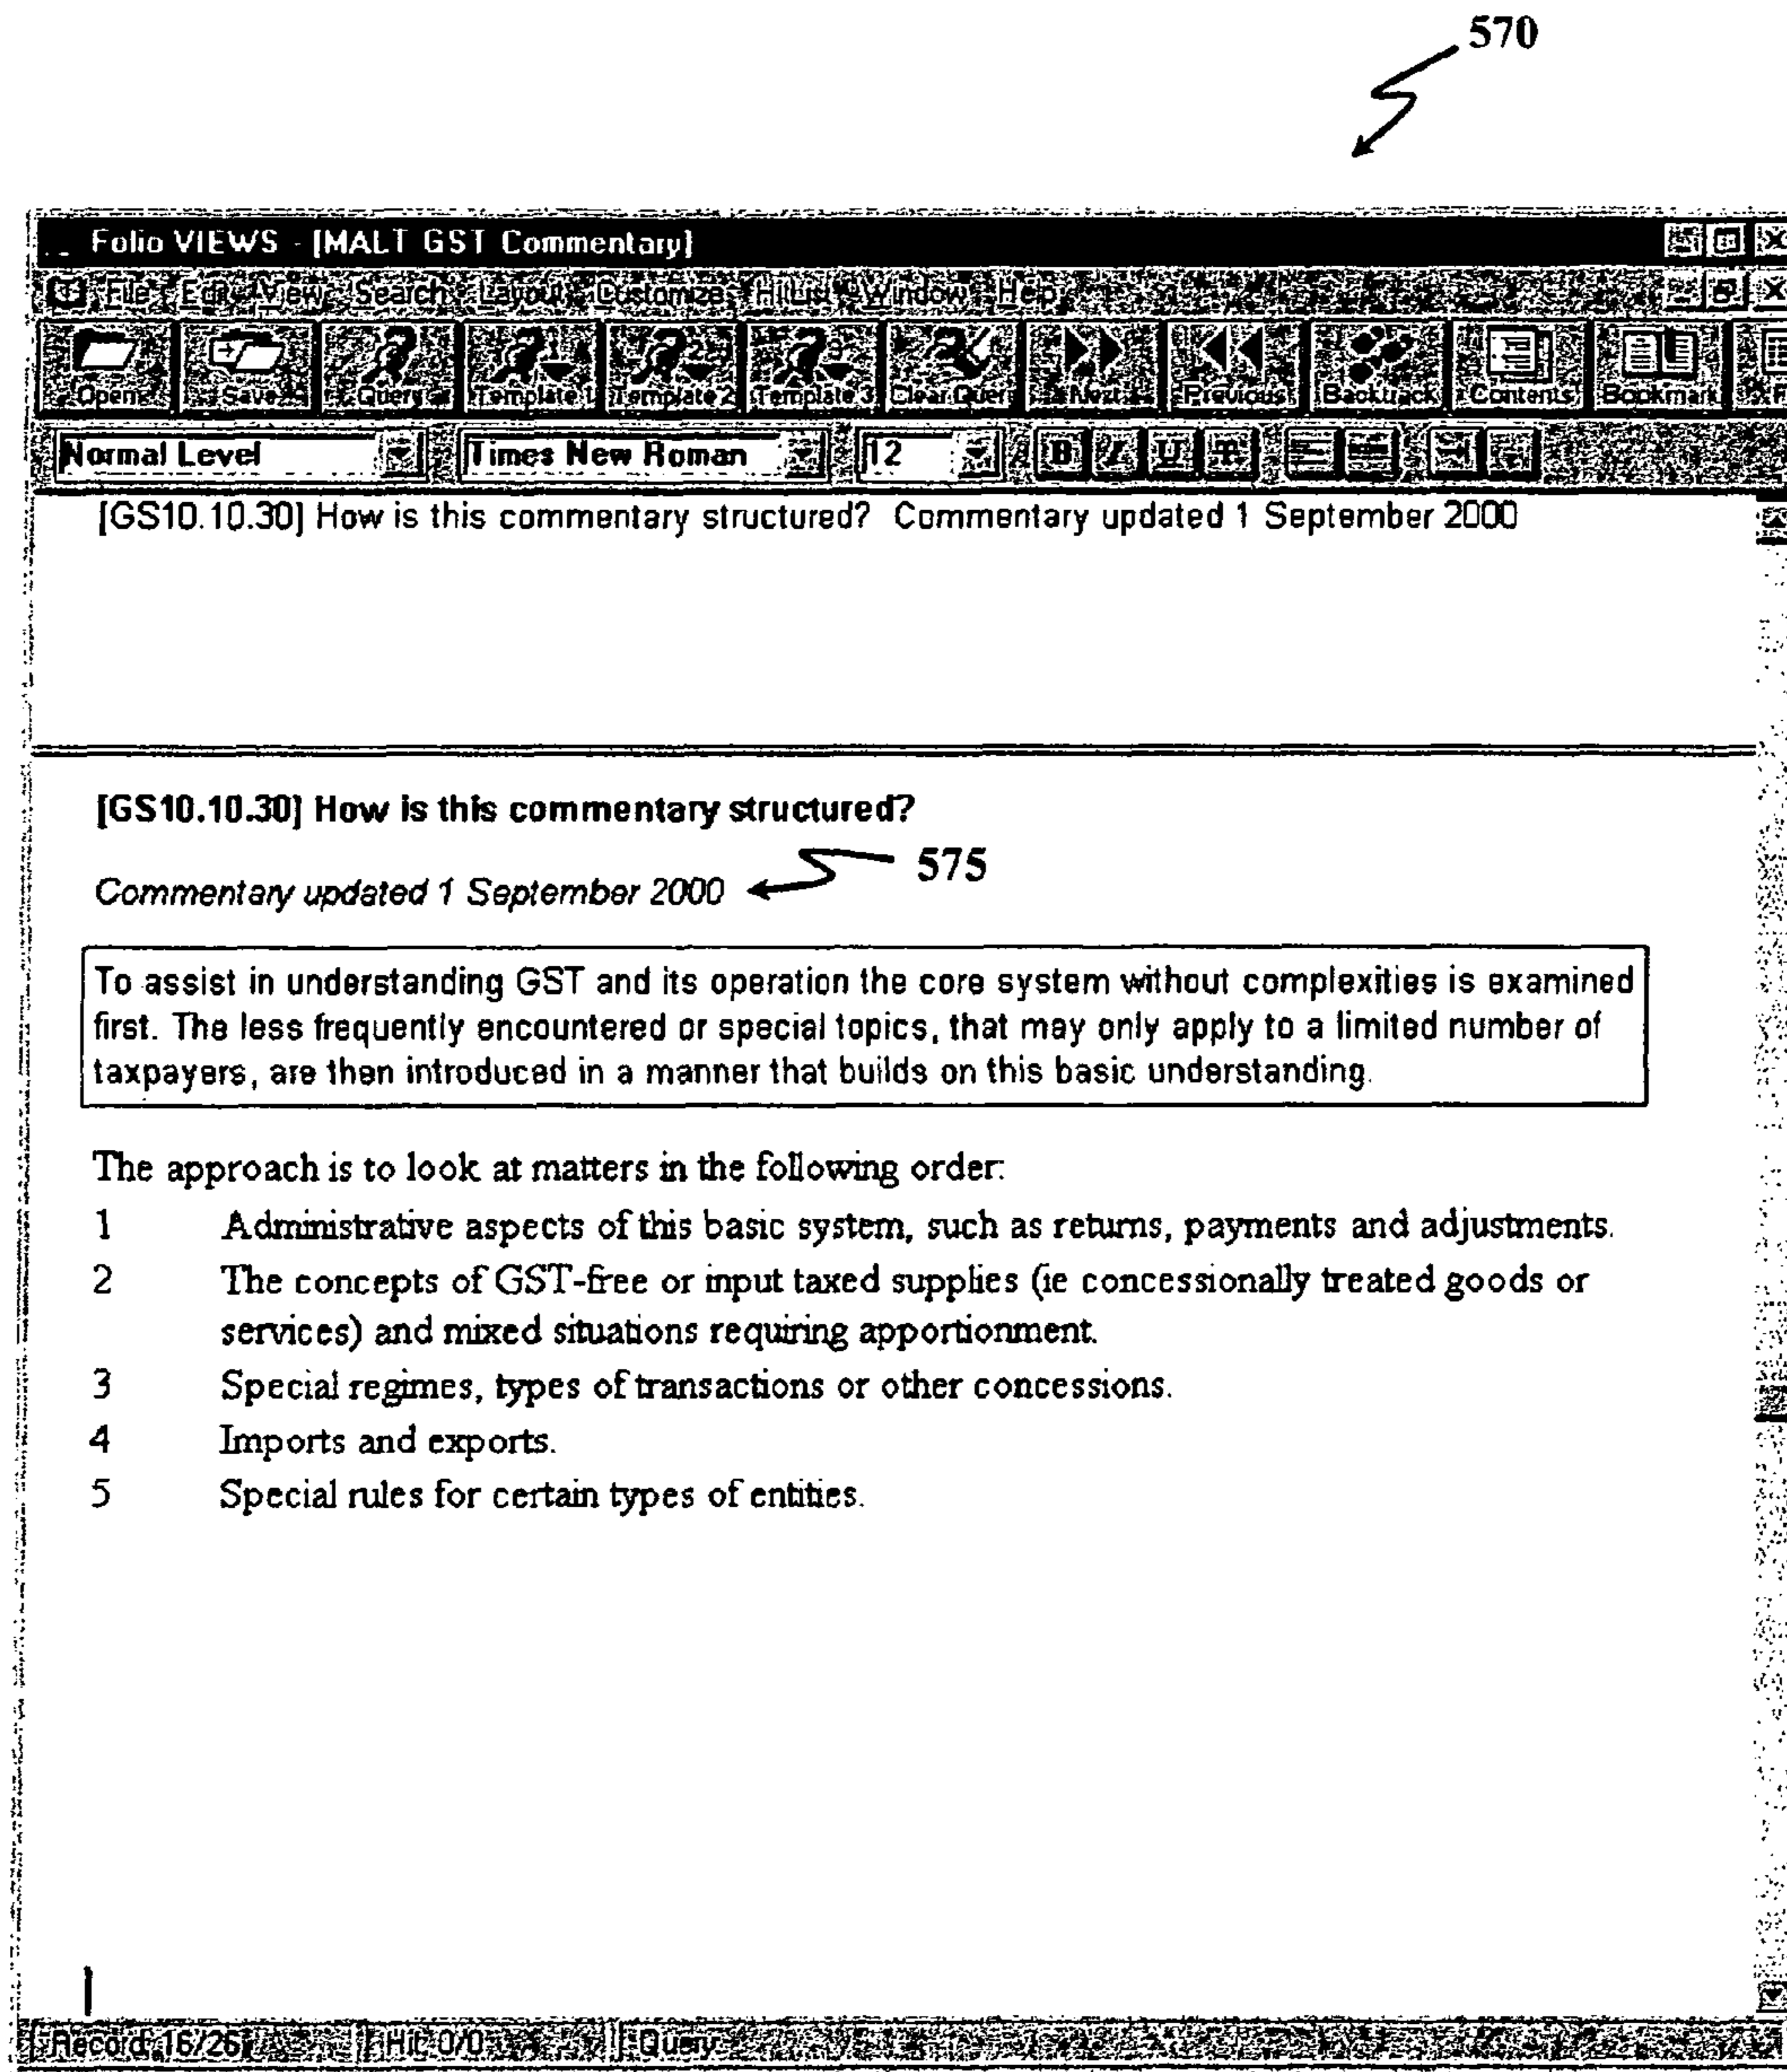 570
Folio VIEWS - [MALT GST Commentary]
File Edit View Search Layout Customize HitList Window Help
Open Save Query Template 1 Template 2 Template 3 Clear Quer Next Previous Backtrack Contents Bookmark
Normal Level Times New Roman 12 B I U
[GS10.10.30] How is this commentary structured? Commentary updated 1 September 2000
[GS10.10.30] How is this commentary structured?
Commentary updated 1 September 2000 575
To assist in understanding GST and its operation the core system without complexities is examined
first. The less frequently encountered or special topics, that may only apply to a limited number of
taxpayers, are then introduced in a manner that builds on this basic understanding.
The approach is to look at matters in the following order:
1 Administrative aspects of this basic system, such as returns, payments and adjustments.
2 The concepts of GST-free or input taxed supplies (ie concessionally treated goods or
services) and mixed situations requiring apportionment.
3 Special regimes, types of transactions or other concessions.
4 Imports and exports.
5 Special rules for certain types of entities.
Record: 16/26 Hit: 0/0 Query: